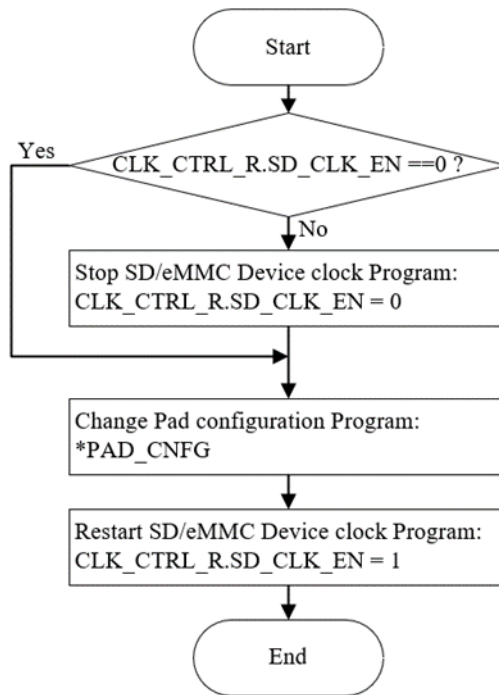 Start
Yes
CLK_CTRL_R.SD_CLK_EN ==0 ?
No
Stop SD/eMMC Device clock Program:
CLK_CTRL_R.SD_CLK_EN = 0
Change Pad configuration Program:
*PAD_CNFG
Restart SD/eMMC Device clock Program:
CLK_CTRL_R.SD_CLK_EN = 1
End